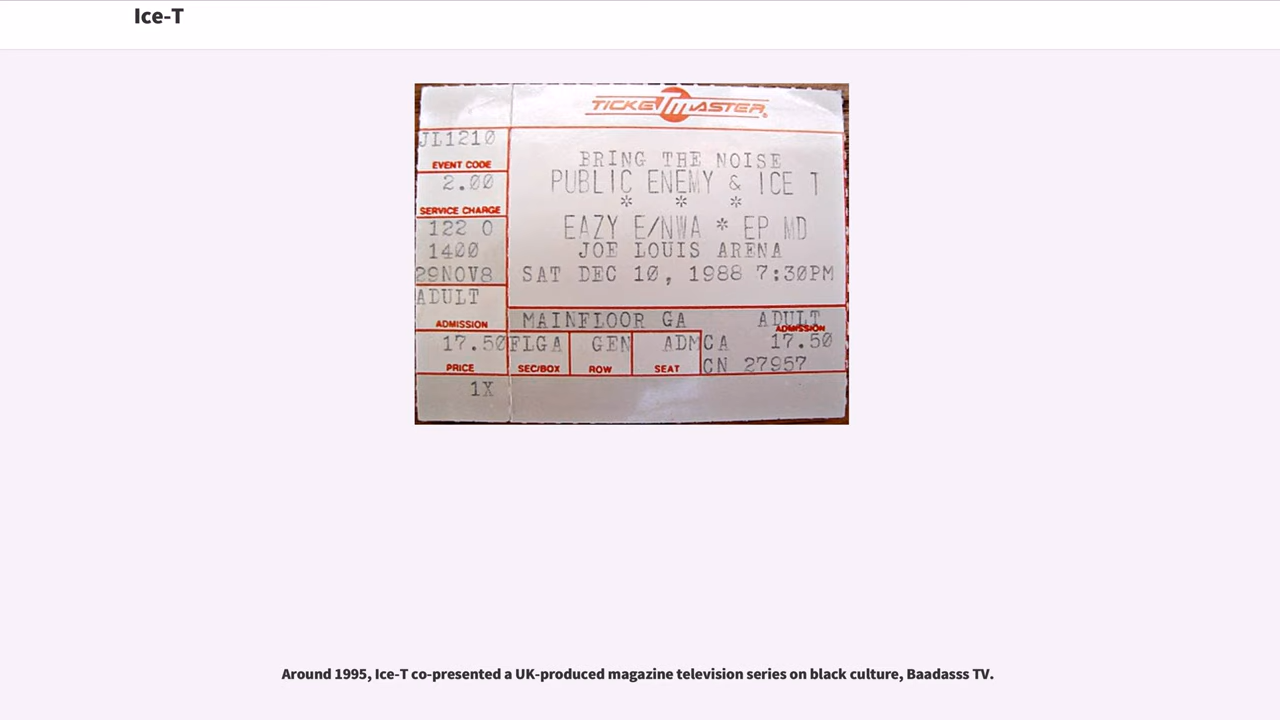 Ice-T
TICKETMASTER
JL1210
EVENT CODE
2.00
SERVICE CHARGE
122 O
1400
29NOV8
ADULT
ADMISSION
17.50
PRICE
1X
BRING THE NOISE
PUBLIC ENEMY & ICE T
* * *
EAZY E/NWA * EP MD
JOE LOUIS ARENA
SAT DEC 10, 1988 7:30PM
MAINFLOOR GA ADULT
ADMISSION
FLGA GEN ADM CA 17.50
SEC/BOX ROW SEAT CN 27957
Around 1995, Ice-T co-presented a UK-produced magazine television series on black culture, Baadasss TV.